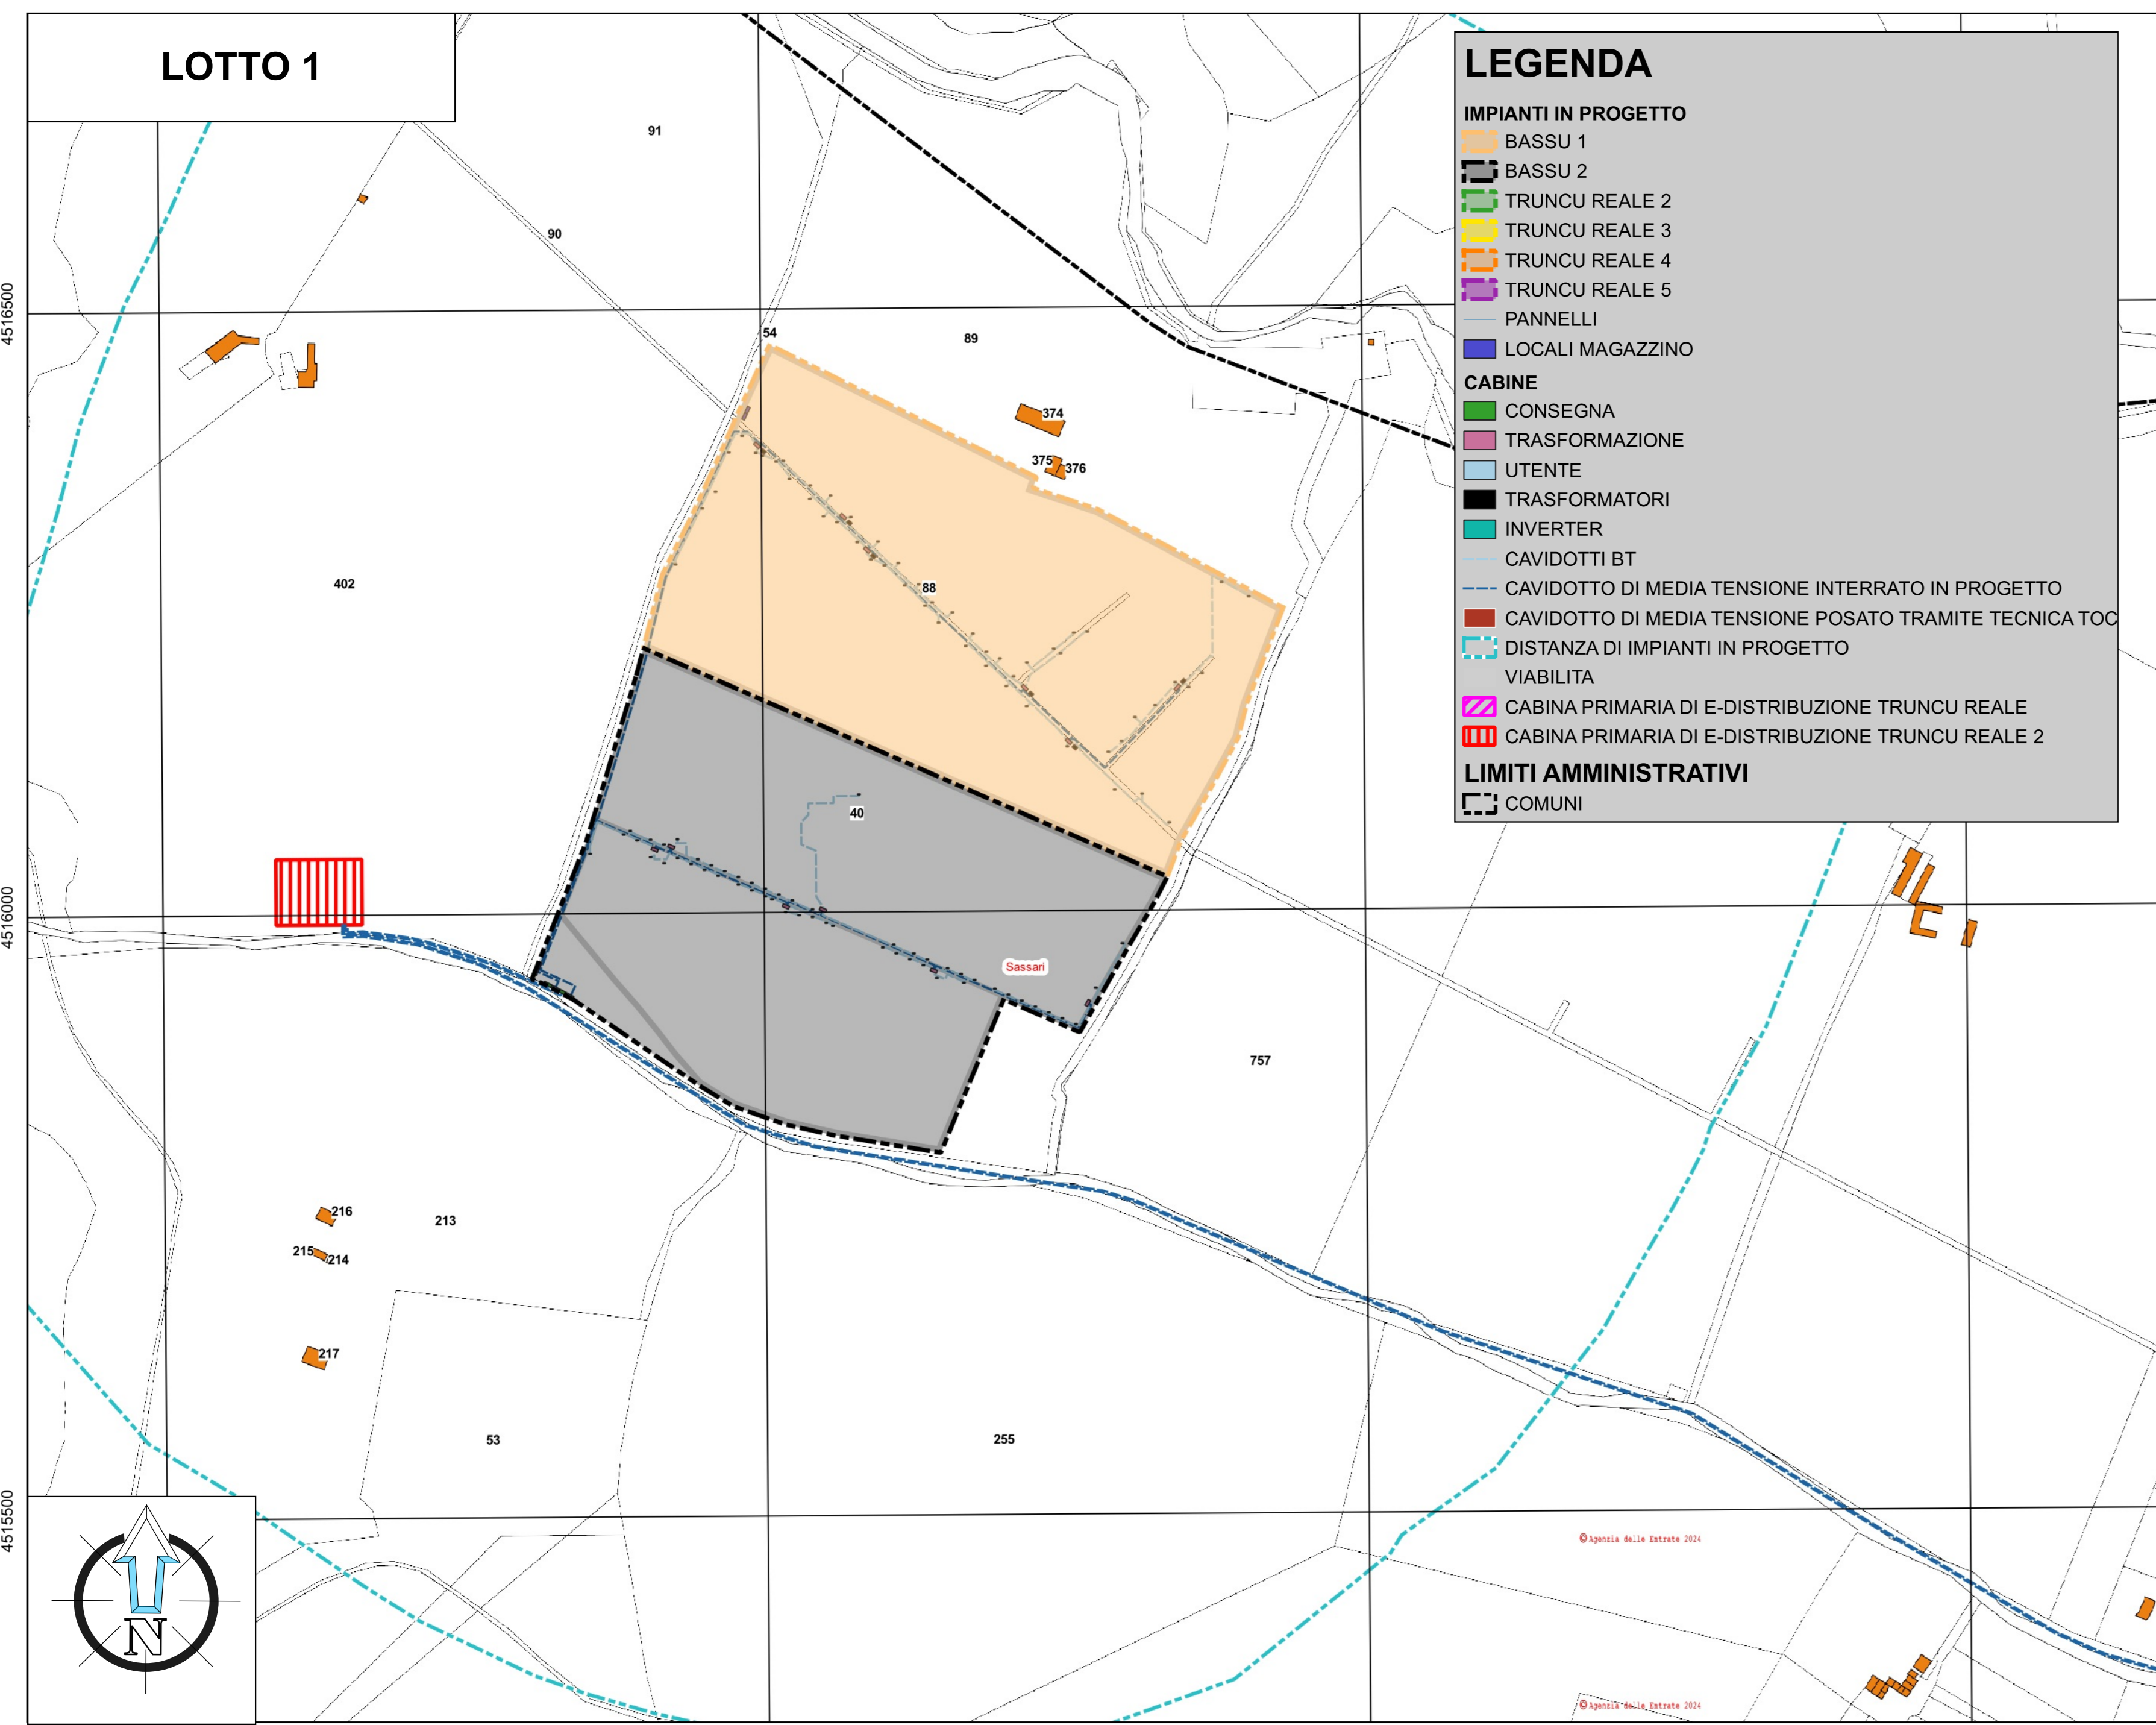 LOTTO 1
LEGENDA
IMPIANTI IN PROGETTO
BASSU 1
BASSU 2
TRUNCU REALE 2
TRUNCU REALE 3
TRUNCU REALE 4
TRUNCU REALE 5
PANNELLI
LOCALI MAGAZZINO
CABINE
CONSEGNA
TRASFORMAZIONE
UTENTE
TRASFORMATORI
INVERTER
CAVIDOTTI BT
CAVIDOTTO DI MEDIA TENSIONE INTERRATO IN PROGETTO
CAVIDOTTO DI MEDIA TENSIONE POSATO TRAMITE TECNICA TOC
DISTANZA DI IMPIANTI IN PROGETTO
VIABILITA
CABINA PRIMARIA DI E-DISTRIBUZIONE TRUNCU REALE
CABINA PRIMARIA DI E-DISTRIBUZIONE TRUNCU REALE 2
LIMITI AMMINISTRATIVI
COMUNI
91
90
4516500
54
89
374
375
376
402
88
40
4516000
Sassari
757
216
213
215
214
217
53
255
4515500
©Agenzia delle Entrate 2024
N
©Agenzia delle Entrate 2024